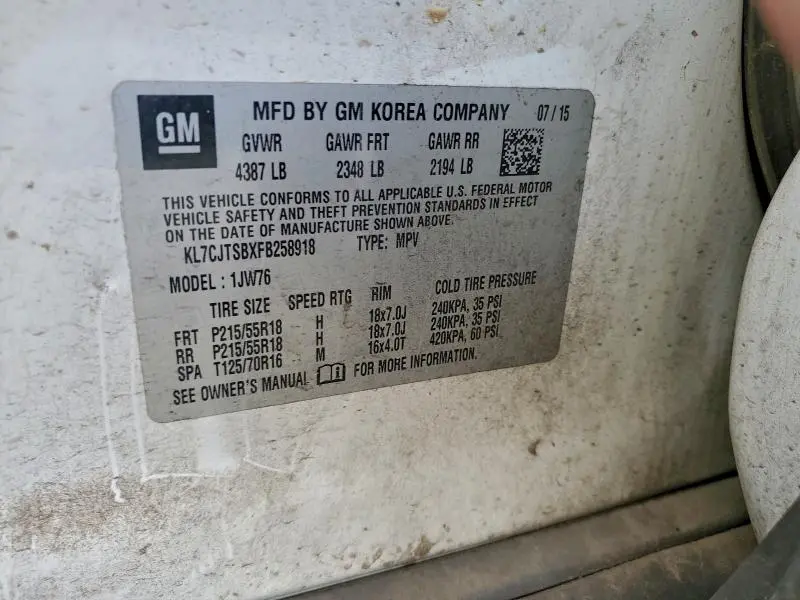 GM
MFD BY GM KOREA COMPANY 07 / 15
GVWR GAWR FRT GAWR RR
4387 LB 2348 LB 2194 LB
THIS VEHICLE CONFORMS TO ALL APPLICABLE U.S. FEDERAL MOTOR
VEHICLE SAFETY AND THEFT PREVENTION STANDARDS IN EFFECT
ON THE DATE OF MANUFACTURE SHOWN ABOVE.
KL7CJTSBXFB258918 TYPE: MPV
MODEL : 1JW76
TIRE SIZE SPEED RTG RIM COLD TIRE PRESSURE
FRT P215/55R18 H 18x7.0J 240KPA, 35 PSI
RR P215/55R18 H 18x7.0J 240KPA, 35 PSI
SPA T125/70R16 M 16x4.0T 420KPA, 60 PSI
SEE OWNER'S MANUAL FOR MORE INFORMATION.